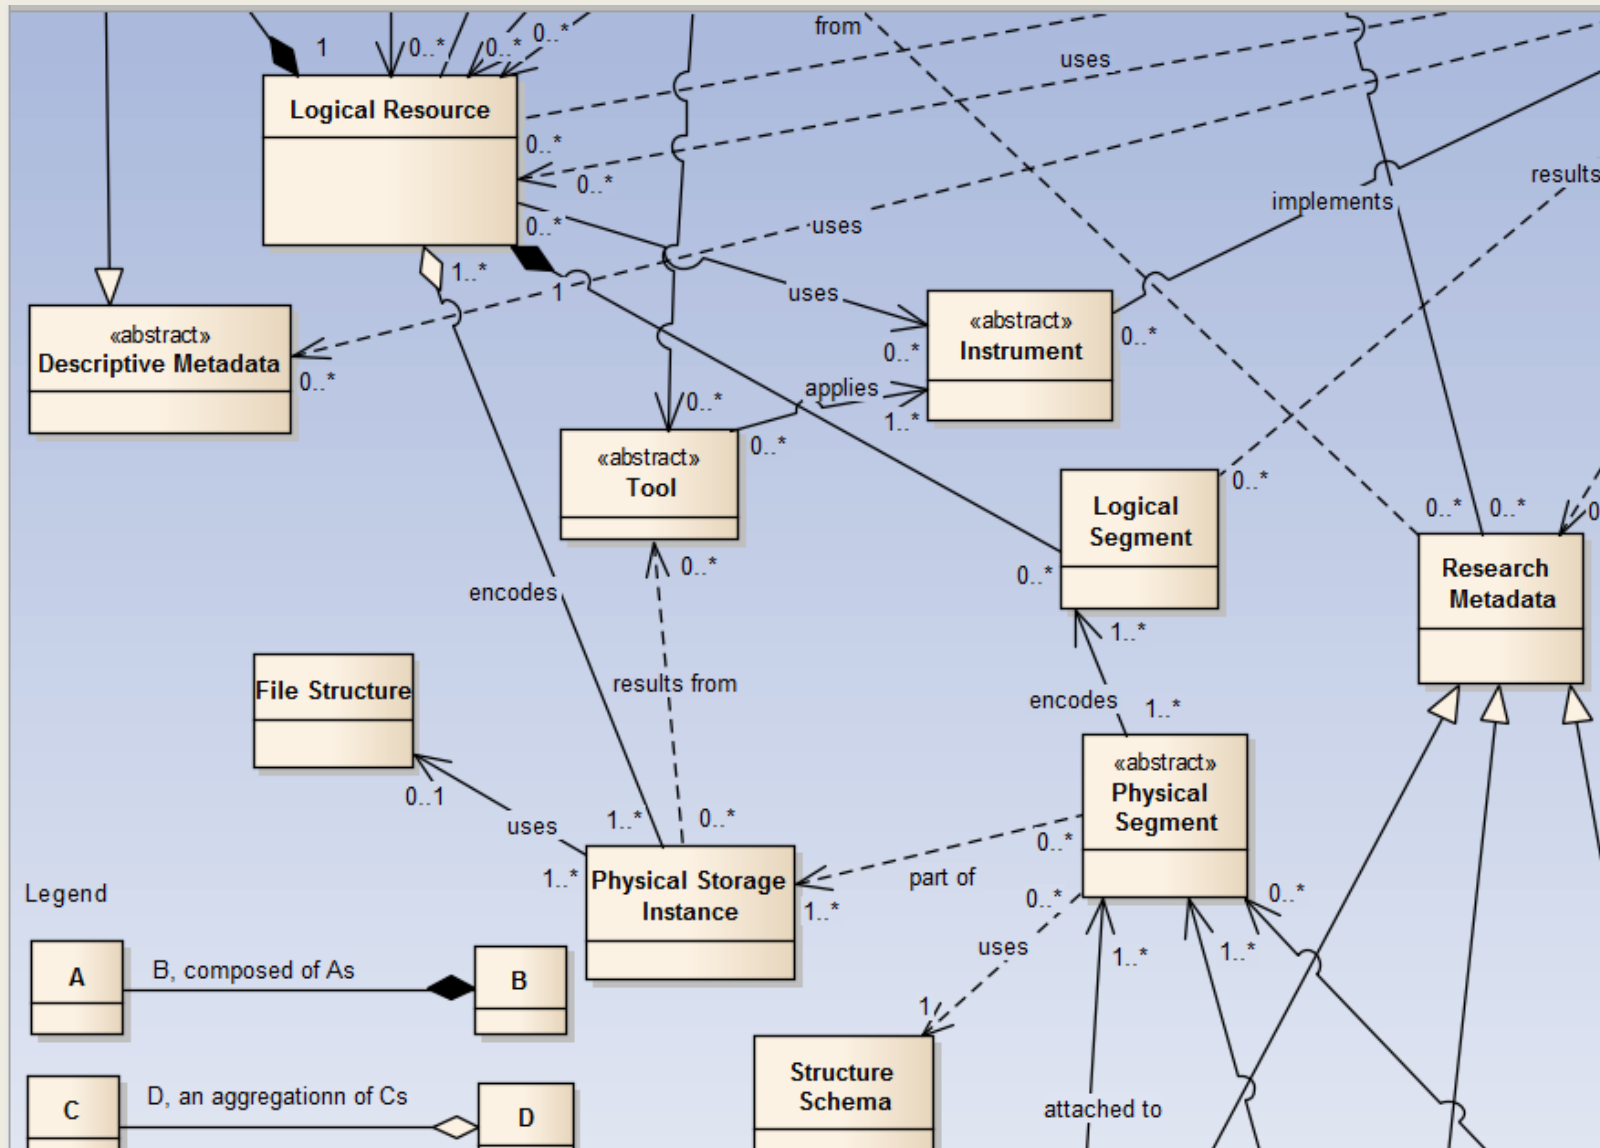 from
1
0..*
0..*
0..*
uses
Logical Resource
0..*
0..*
0..*
uses
results
implements
1..*
1
uses
«abstract»
Descriptive Metadata
0..*
«abstract»
Instrument
0..*
0..*
applies
1..*
0..*
0..*
«abstract»
Tool
0..*
Logical
Segment
0..*
0..*
0..*
0..*
0
Research
Metadata
encodes
1..*
results from
encodes
1..*
File Structure
0..1
uses
1..*
0..*
1..*
Physical Storage
Instance
«abstract»
Physical
Segment
0..*
part of
1..*
0..*
0..*
uses
1..*
1..*
1
Structure
Schema
attached to
Legend
A
B, composed of As
B
C
D, an aggregationn of Cs
D